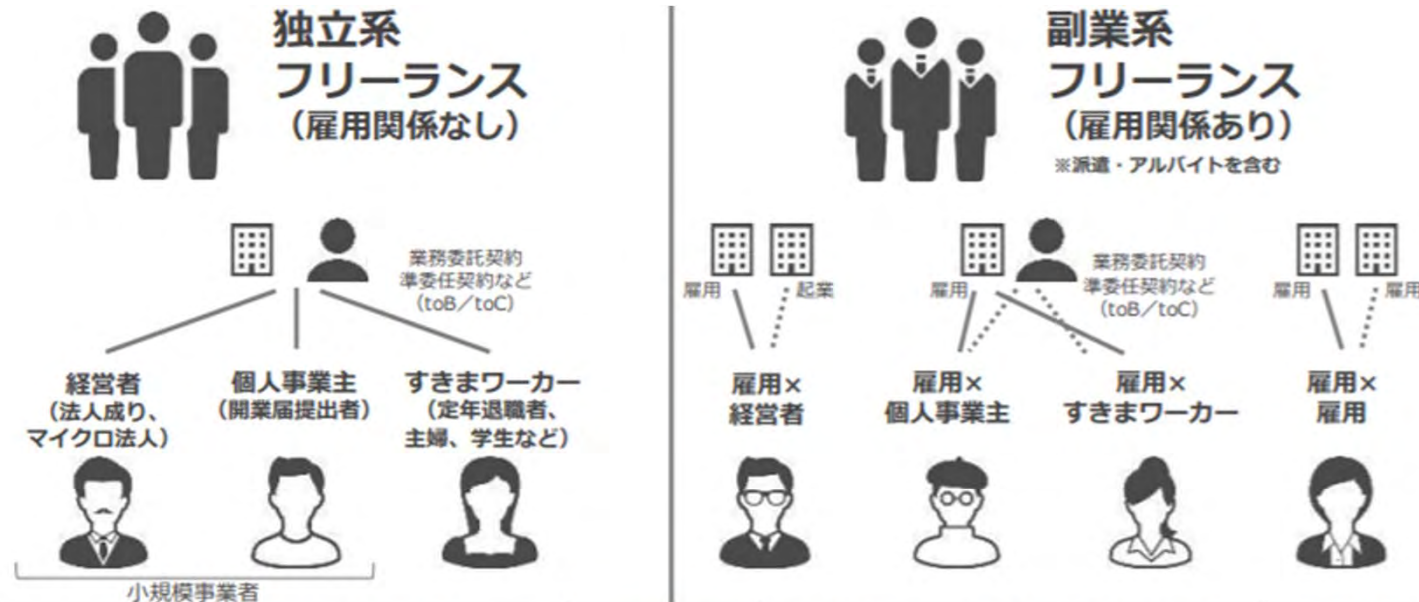 独立系
フリーランス
（雇用関係なし）
業務委託契約
準委任契約など
（toB／toC）
経営者
（法人成り、
マイクロ法人）
個人事業主
（開業届提出者）
すきまワーカー
（定年退職者、
主婦、学生など）
小規模事業者
副業系
フリーランス
（雇用関係あり）
※派遣・アルバイトを含む
雇用
起業
雇用
業務委託契約
準委任契約など
（toB／toC）
雇用
雇用
雇用×
経営者
雇用×
個人事業主
雇用×
すきまワーカー
雇用×
雇用